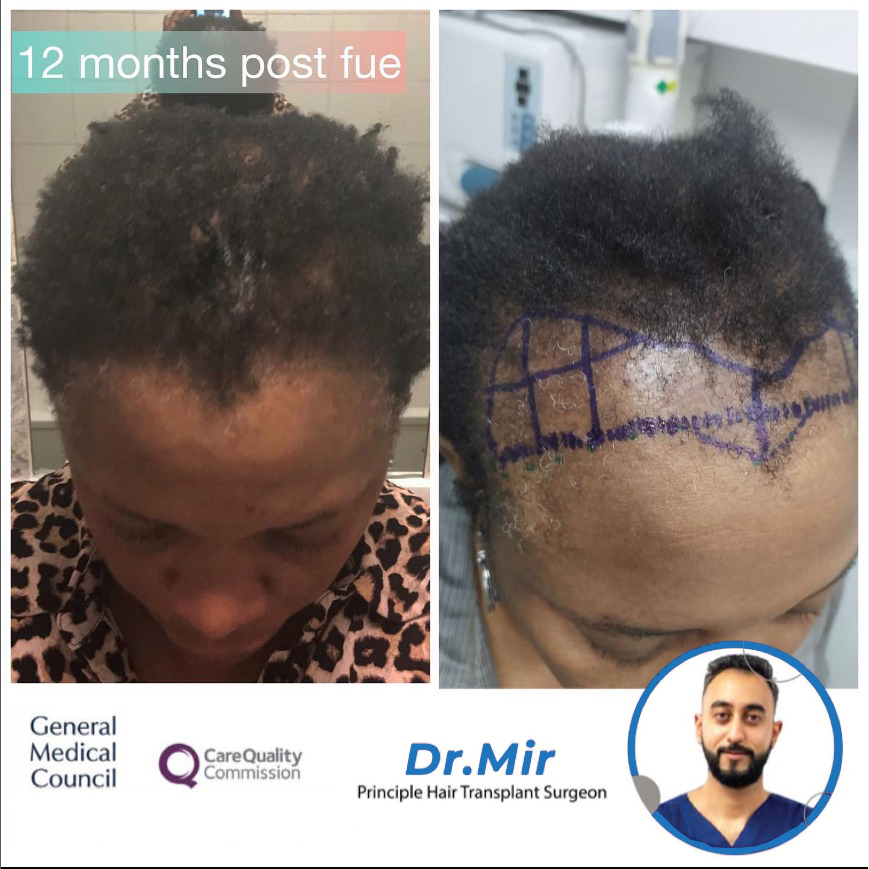 12 months post fue
General
Medical
Council
CareQuality
Commission
Dr.Mir
Principle Hair Transplant Surgeon